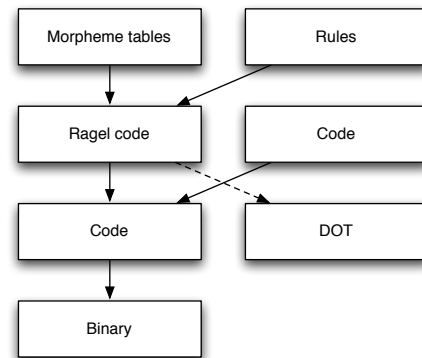 Morpheme tables
Rules
Ragel code
Code
Code
DOT
Binary